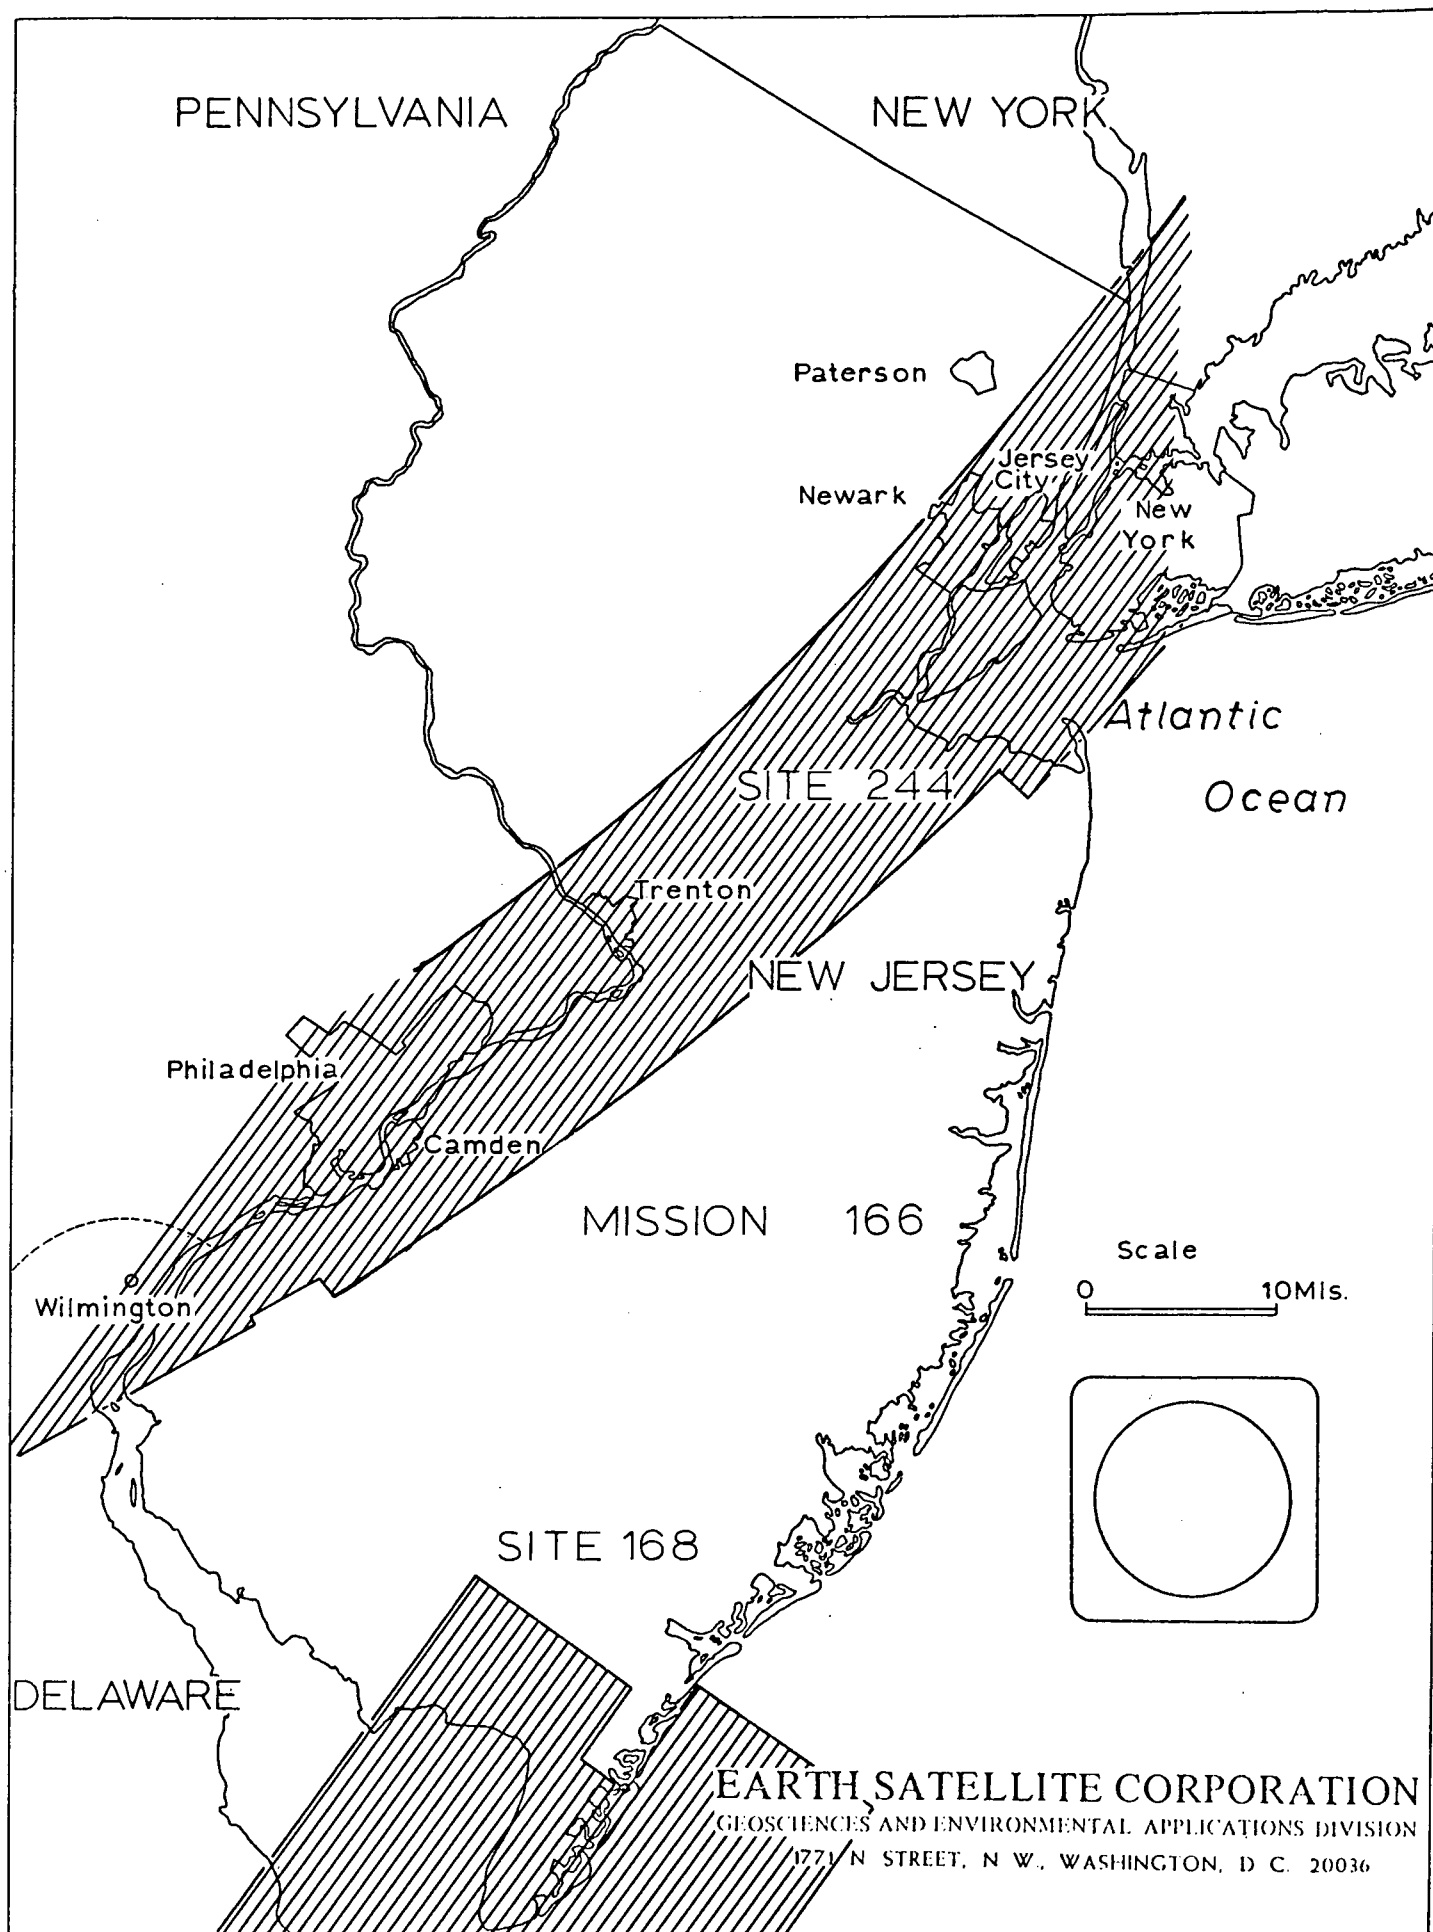 PENNSYLVANIA
NEW YORK
Paterson
Jersey
City
Newark
New
York
Atlantic
Ocean
SITE 244
Trenton
NEW JERSEY
Philadelphia
Camden
MISSION 166
Scale
0 10Mls.
Wilmington
SITE 168
DELAWARE
EARTH SATELLITE CORPORATION
GEOSCIENCES AND ENVIRONMENTAL APPLICATIONS DIVISION
1771 N STREET, N W., WASHINGTON, D C. 20036